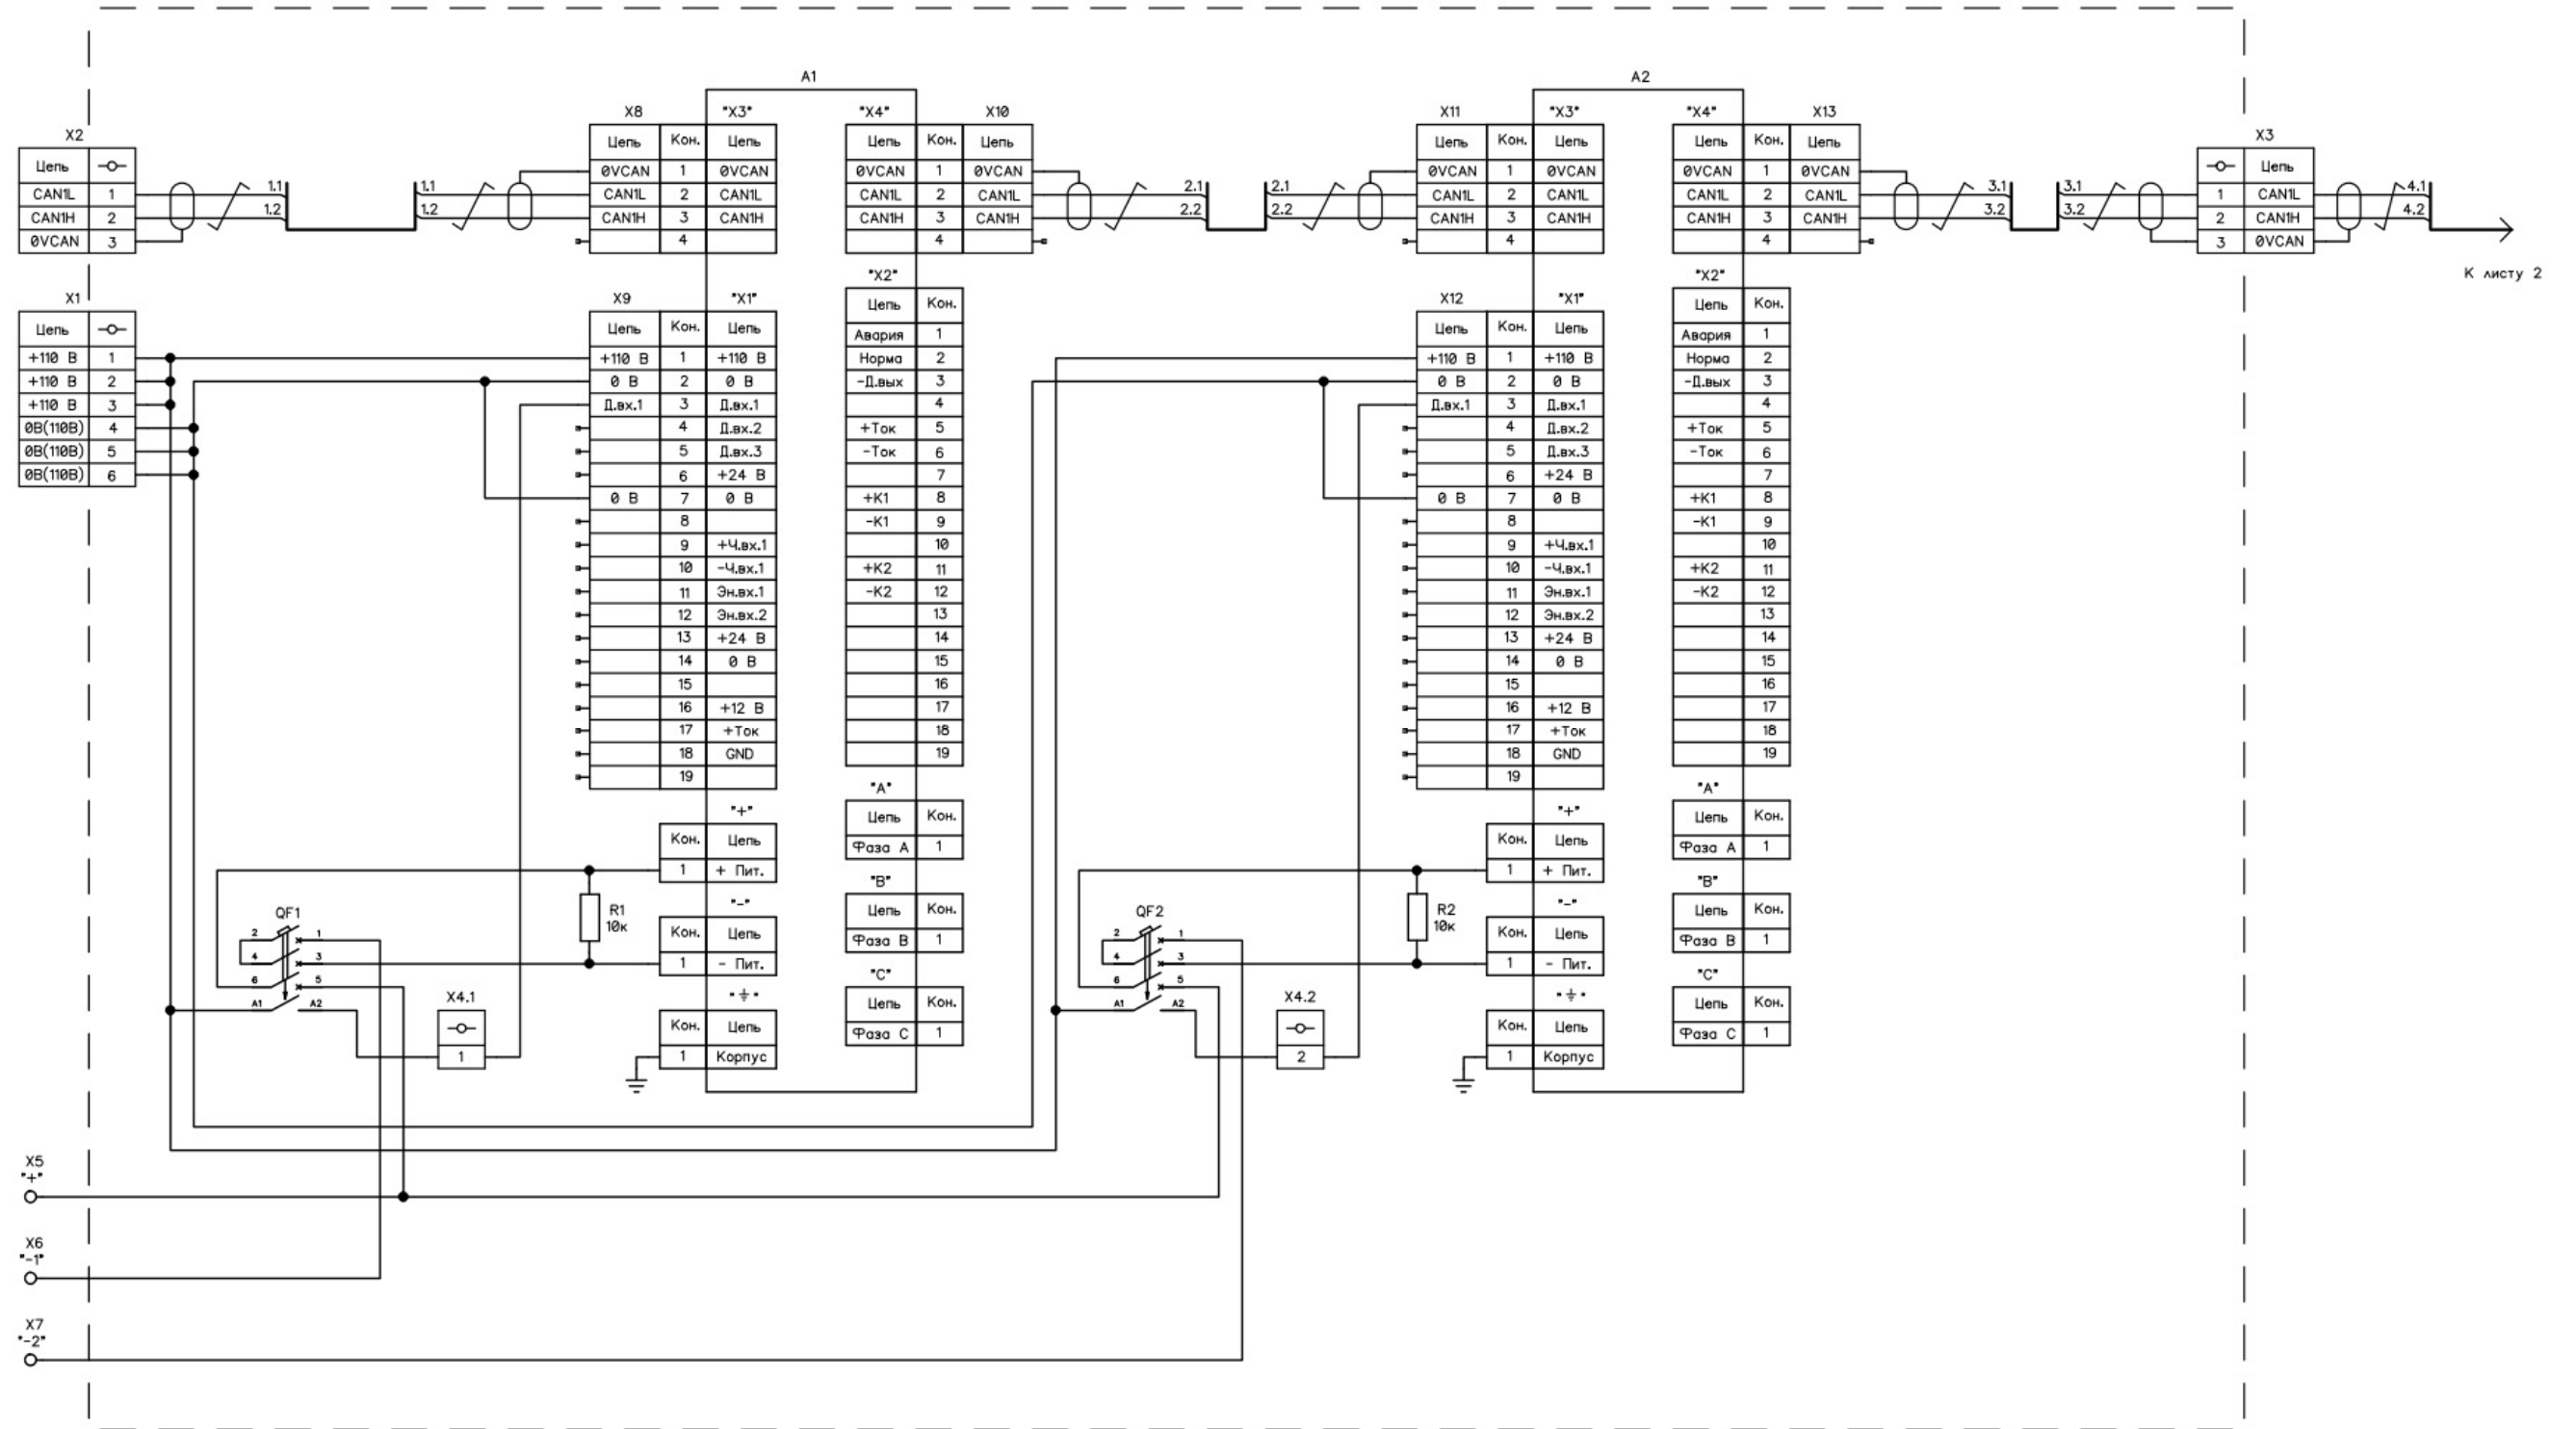 A1
A2
X2
Цепь
CAN1L 1
CAN1H 2
0VCAN 3
1.1
1.2
1.1
1.2
X8 "X3"
Цепь Кон. Цепь
0VCAN 1 0VCAN
CAN1L 2 CAN1L
CAN1H 3 CAN1H
4
"X4" X10
Цепь Кон. Цепь
0VCAN 1 0VCAN
CAN1L 2 CAN1L
CAN1H 3 CAN1H
4
2.1
2.2
2.1
2.2
X11 "X3"
Цепь Кон. Цепь
0VCAN 1 0VCAN
CAN1L 2 CAN1L
CAN1H 3 CAN1H
4
"X4" X13
Цепь Кон. Цепь
0VCAN 1 0VCAN
CAN1L 2 CAN1L
CAN1H 3 CAN1H
4
3.1
3.2
3.1
3.2
X3
Цепь
1 CAN1L
2 CAN1H
3 0VCAN
4.1
4.2
К листу 2
X1
Цепь
+110 В 1
+110 В 2
+110 В 3
0В(110В) 4
0В(110В) 5
0В(110В) 6
X9 "X1"
Цепь Кон. Цепь
+110 В 1 +110 В
0 В 2 0 В
Д.вх.1 3 Д.вх.1
4 Д.вх.2
5 Д.вх.3
6 +24 В
0 В 7 0 В
8
9 +Ч.вх.1
10 -Ч.вх.1
11 Эн.вх.1
12 Эн.вх.2
13 +24 В
14 0 В
15
16 +12 В
17 +Ток
18 GND
19
"X2"
Цепь Кон.
Авария 1
Норма 2
-Д.вых 3
4
+Ток 5
-Ток 6
7
+К1 8
-К1 9
10
+К2 11
-К2 12
13
14
15
16
17
18
19
X12 "X1"
Цепь Кон. Цепь
+110 В 1 +110 В
0 В 2 0 В
Д.вх.1 3 Д.вх.1
4 Д.вх.2
5 Д.вх.3
6 +24 В
0 В 7 0 В
8
9 +Ч.вх.1
10 -Ч.вх.1
11 Эн.вх.1
12 Эн.вх.2
13 +24 В
14 0 В
15
16 +12 В
17 +Ток
18 GND
19
"X2"
Цепь Кон.
Авария 1
Норма 2
-Д.вых 3
4
+Ток 5
-Ток 6
7
+К1 8
-К1 9
10
+К2 11
-К2 12
13
14
15
16
17
18
19
"+"
Кон. Цепь
1 + Пит.
"-"
Кон. Цепь
1 - Пит.
"⏚"
Кон. Цепь
1 Корпус
"A"
Цепь Кон.
Фаза A 1
"B"
Цепь Кон.
Фаза B 1
"C"
Цепь Кон.
Фаза C 1
QF1
2 1
4 3
6 5
A1 A2
R1
10к
X4.1
1
"+"
Кон. Цепь
1 + Пит.
"-"
Кон. Цепь
1 - Пит.
"⏚"
Кон. Цепь
1 Корпус
"A"
Цепь Кон.
Фаза A 1
"B"
Цепь Кон.
Фаза B 1
"C"
Цепь Кон.
Фаза C 1
QF2
2 1
4 3
6 5
A1 A2
R2
10к
X4.2
2
X5
"+"
X6
"-1"
X7
"-2"